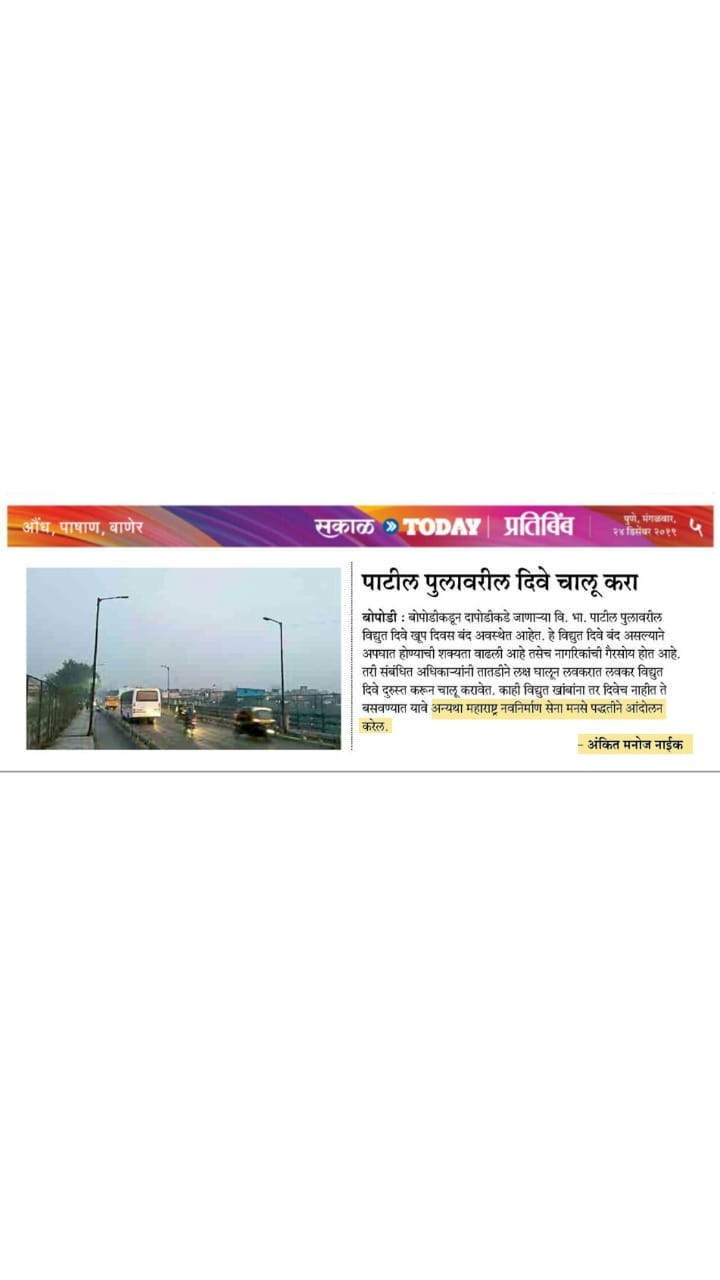 औंध, पाषाण, बाणेर
सकाळ TODAY प्रतिबिंब
पुणे, मंगळवार,
२४ डिसेंबर २०१९
५
पाटील पुलावरील दिवे चालू करा
बोपोडी : बोपोडीकडून दापोडीकडे जाणाऱ्या वि. भा. पाटील पुलावरील
विद्युत दिवे खूप दिवस बंद अवस्थेत आहेत. हे विद्युत दिवे बंद असल्याने
अपघात होण्याची शक्यता वाढली आहे तसेच नागरिकांची गैरसोय होत आहे.
तरी संबंधित अधिकाऱ्यांनी तातडीने लक्ष घालून लवकरात लवकर विद्युत
दिवे दुरुस्त करून चालू करावेत. काही विद्युत खांबांना तर दिवेच नाहीत ते
बसवण्यात यावे अन्यथा महाराष्ट्र नवनिर्माण सेना मनसे पद्धतीने आंदोलन
करेल.
- अंकित मनोज नाईक